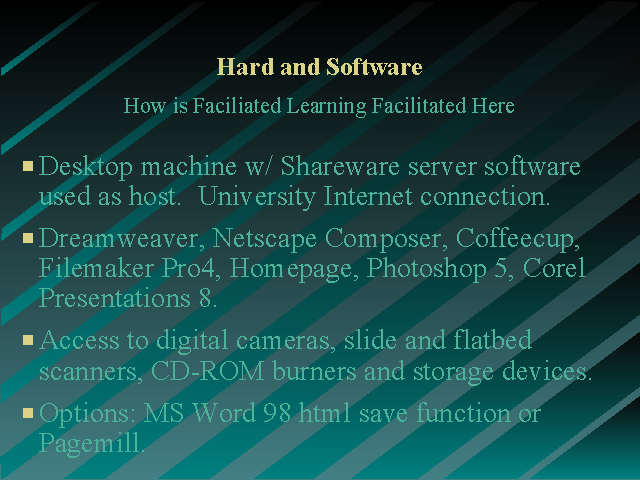 Hard and Software
How is Faciliated Learning Facilitated Here
Desktop machine w/ Shareware server software
used as host.  University Internet connection.
Dreamweaver, Netscape Composer, Coffeecup,
Filemaker Pro4, Homepage, Photoshop 5, Corel
Presentations 8.
Access to digital cameras, slide and flatbed
scanners, CD-ROM burners and storage devices.
Options: MS Word 98 html save function or
Pagemill.